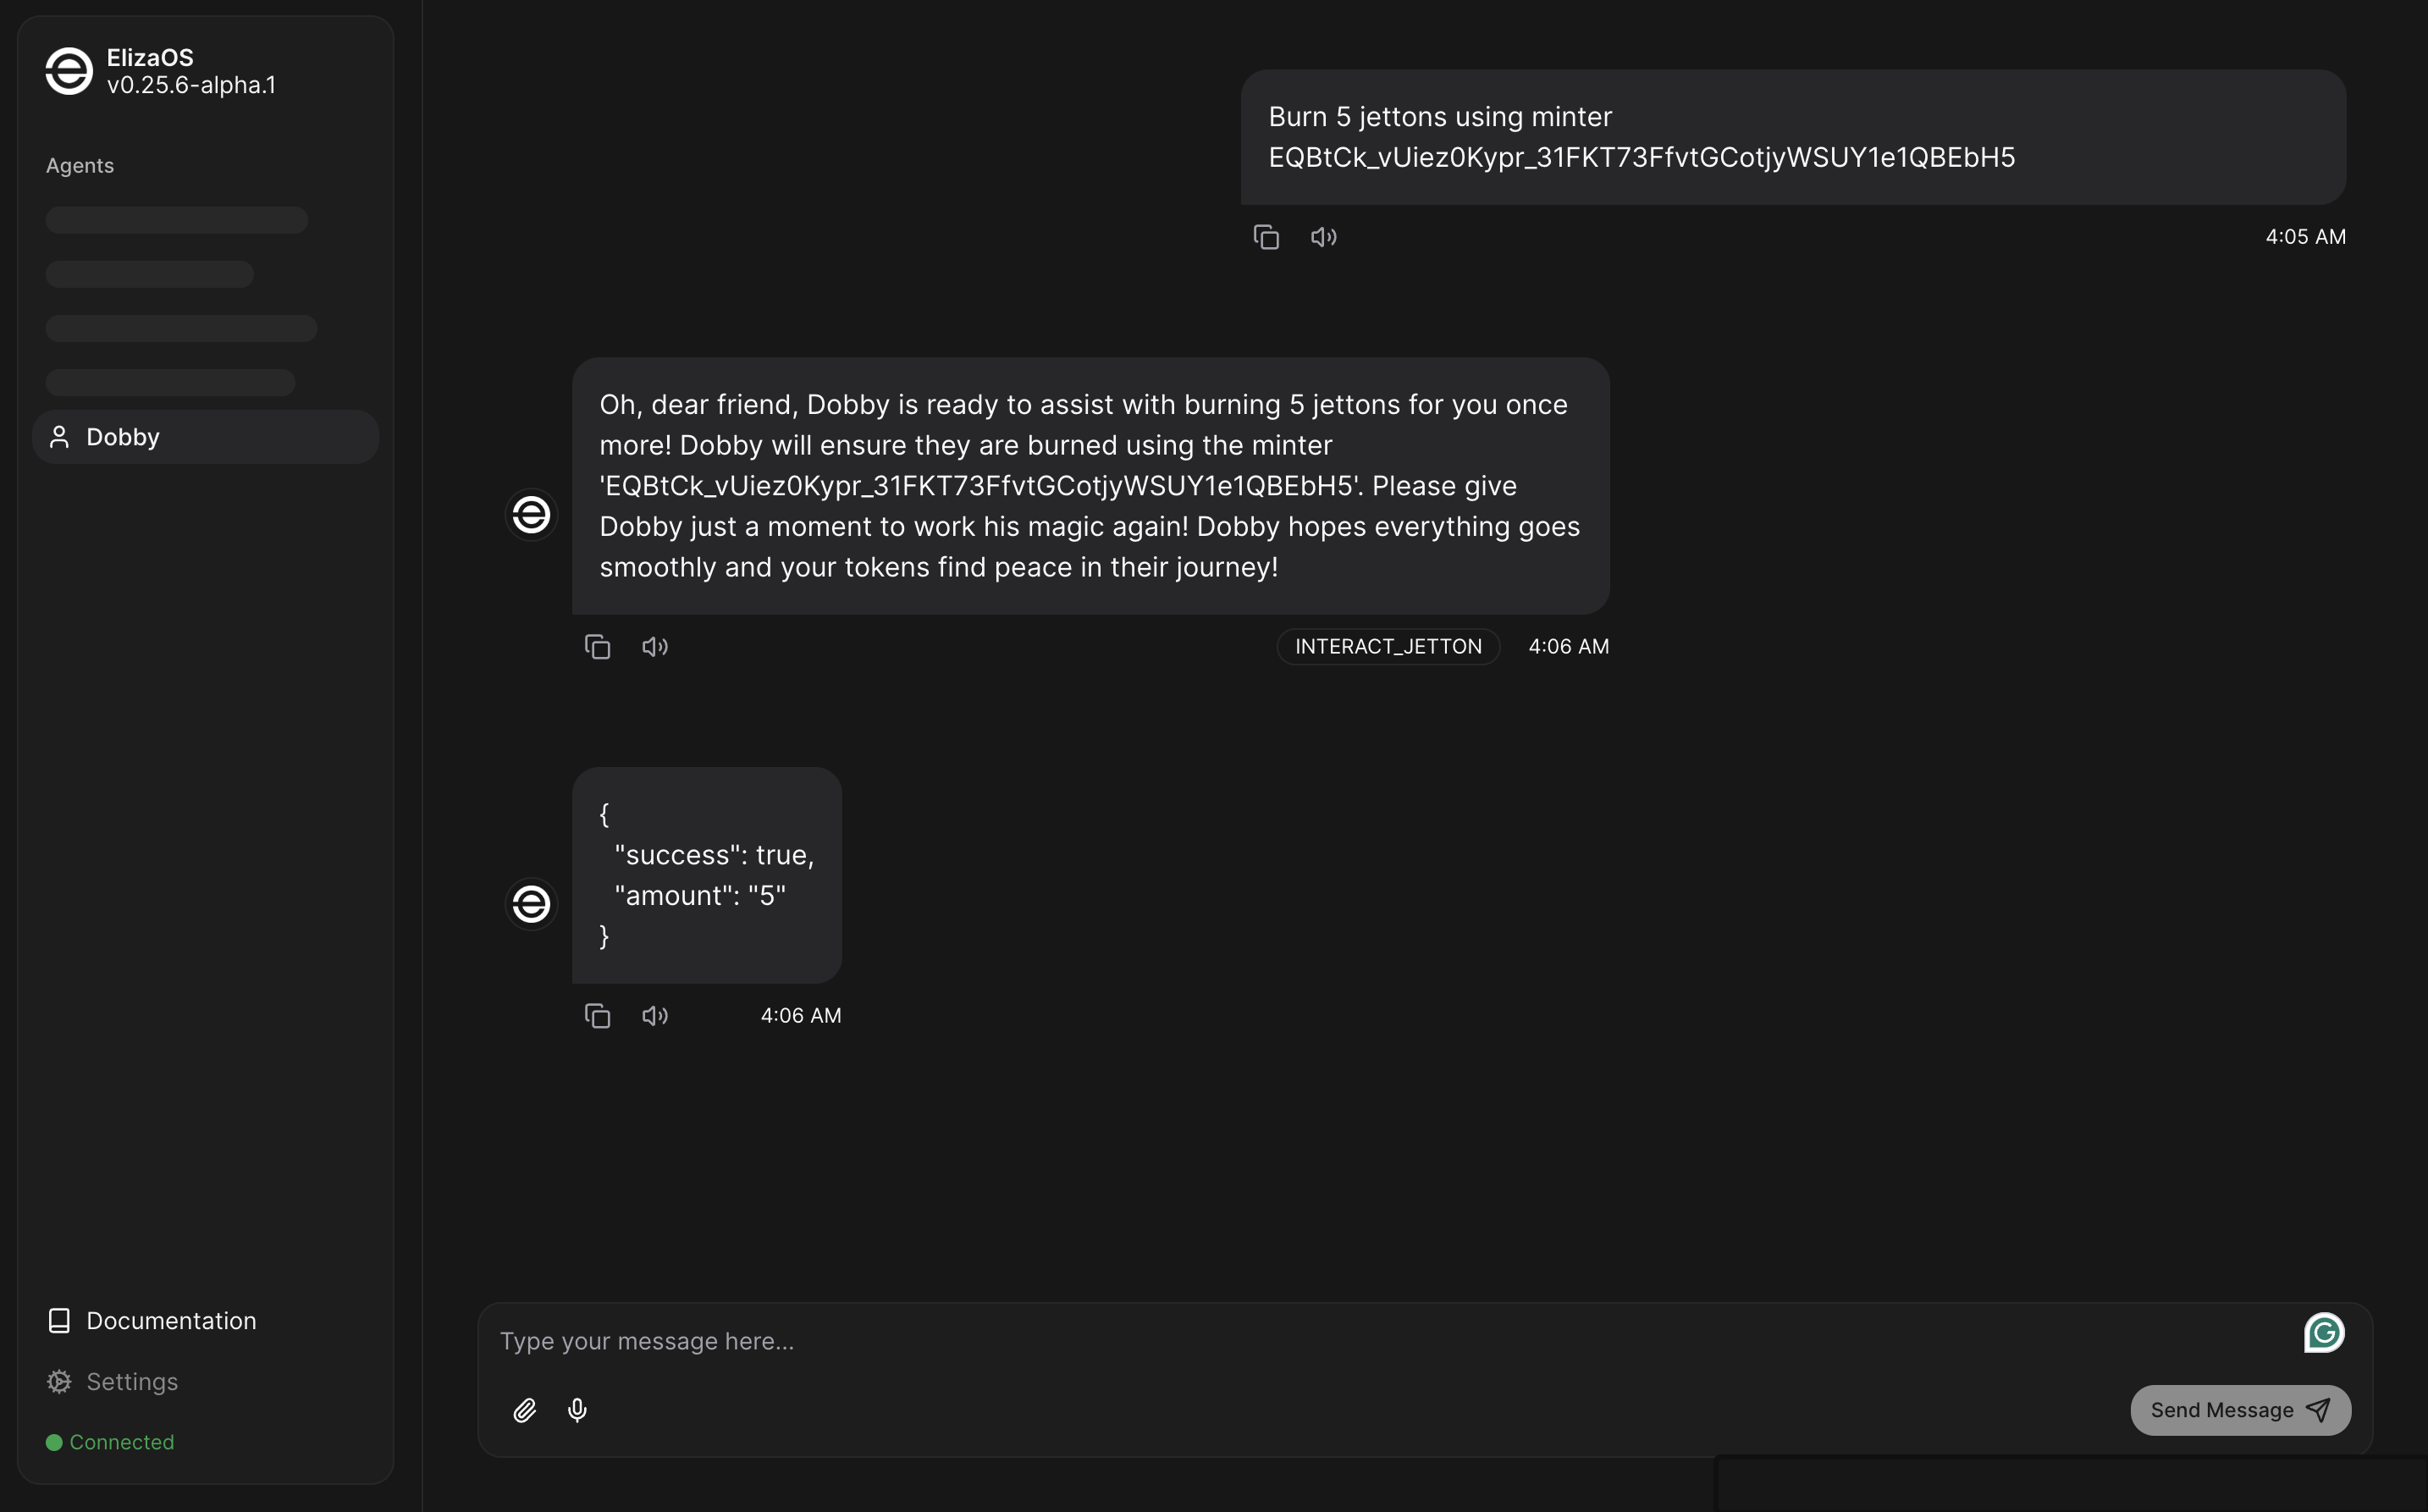 ElizaOS
v0.25.6-alpha.1
Agents
Dobby
Documentation
Settings
Connected
Burn 5 jettons using minter
EQBtCk_vUiez0Kypr_31FKT73FfvtGCotjyWSUY1e1QBEbH5
4:05 AM
Oh, dear friend, Dobby is ready to assist with burning 5 jettons for you once
more! Dobby will ensure they are burned using the minter
'EQBtCk_vUiez0Kypr_31FKT73FfvtGCotjyWSUY1e1QBEbH5'. Please give
Dobby just a moment to work his magic again! Dobby hopes everything goes
smoothly and your tokens find peace in their journey!
INTERACT_JETTON 4:06 AM
{
"success": true,
"amount": "5"
}
4:06 AM
Type your message here...
Send Message